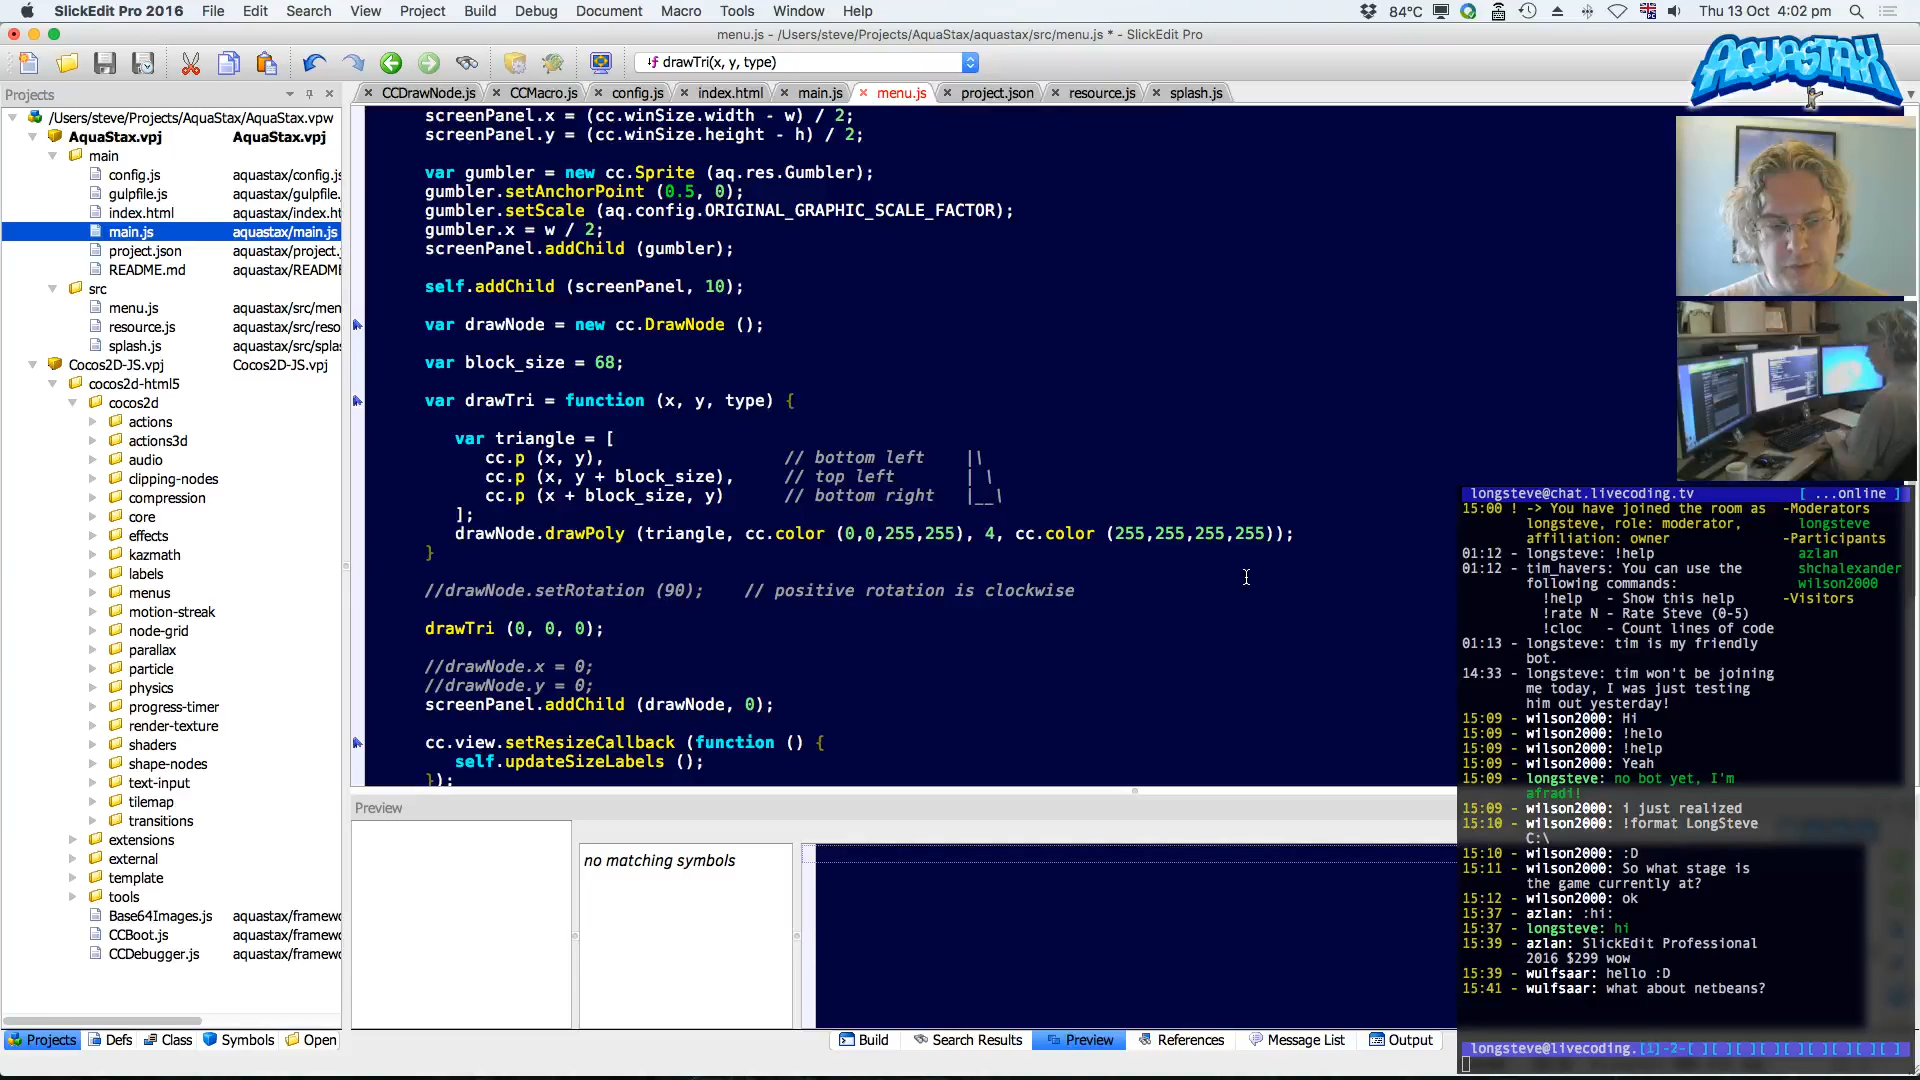 SlickEdit Pro 2016 File Edit Search View Project Build Debug Document Macro Tools Window Help 84°C Thu 13 Oct 4:02 pm
menu.js - /Users/steve/Projects/AquaStax/aquastax/src/menu.js * - SlickEdit Pro
drawTri(x, y, type)
AQUASTAX
Projects
CCDrawNode.js CCMacro.js config.js index.html main.js menu.js project.json resource.js splash.js
/Users/steve/Projects/AquaStax/AquaStax.vpw
AquaStax.vpj AquaStax.vpj
main
config.js aquastax/config.js
gulpfile.js aquastax/gulpfile.
index.html aquastax/index.ht
main.js aquastax/main.js
project.json aquastax/project.
README.md aquastax/README
src
menu.js aquastax/src/men
resource.js aquastax/src/reso
splash.js aquastax/src/spla
Cocos2D-JS.vpj Cocos2D-JS.vpj
cocos2d-html5
cocos2d
actions
actions3d
audio
clipping-nodes
compression
core
effects
kazmath
labels
menus
motion-streak
node-grid
parallax
particle
physics
progress-timer
render-texture
shaders
shape-nodes
text-input
tilemap
transitions
extensions
external
template
tools
Base64Images.js aquastax/framewo
CCBoot.js aquastax/framewo
CCDebugger.js aquastax/framewo
Projects Defs Class Symbols Open
screenPanel.x = (cc.winSize.width - w) / 2;
screenPanel.y = (cc.winSize.height - h) / 2;
var gumbler = new cc.Sprite (aq.res.Gumbler);
gumbler.setAnchorPoint (0.5, 0);
gumbler.setScale (aq.config.ORIGINAL_GRAPHIC_SCALE_FACTOR);
gumbler.x = w / 2;
screenPanel.addChild (gumbler);
self.addChild (screenPanel, 10);
var drawNode = new cc.DrawNode ();
var block_size = 68;
var drawTri = function (x, y, type) {
var triangle = [
cc.p (x, y), // bottom left |\
cc.p (x, y + block_size), // top left | \
cc.p (x + block_size, y) // bottom right |__\
];
drawNode.drawPoly (triangle, cc.color (0,0,255,255), 4, cc.color (255,255,255,255));
}
//drawNode.setRotation (90); // positive rotation is clockwise
drawTri (0, 0, 0);
//drawNode.x = 0;
//drawNode.y = 0;
screenPanel.addChild (drawNode, 0);
cc.view.setResizeCallback (function () {
self.updateSizeLabels ();
});
Preview
no matching symbols
Build Search Results Preview References Message List Output
longsteve@chat.livecoding.tv [ ...online ]
15:00 ! -> You have joined the room as -Moderators
longsteve, role: moderator, longsteve
affiliation: owner -Participants
01:12 - longsteve: !help azlan
01:12 - tim_havers: You can use the shchalexander
following commands: wilson2000
!help - Show this help -Visitors
!rate N - Rate Steve (0-5)
!cloc - Count lines of code
01:13 - longsteve: tim is my friendly
bot.
14:33 - longsteve: tim won't be joining
me today, I was just testing
him out yesterday!
15:09 - wilson2000: Hi
15:09 - wilson2000: !helo
15:09 - wilson2000: !help
15:09 - wilson2000: Yeah
15:09 - longsteve: no bot yet, I'm
afradi!
15:09 - wilson2000: i just realized
15:10 - wilson2000: !format LongSteve
C:\
15:10 - wilson2000: :D
15:11 - wilson2000: So what stage is
the game currently at?
15:12 - wilson2000: ok
15:37 - azlan: :hi:
15:37 - longsteve: hi
15:39 - azlan: SlickEdit Professional
2016 $299 wow
15:39 - wulfsaar: hello :D
15:41 - wulfsaar: what about netbeans?
longsteve@livecoding.[1]-2-[ ][ ][ ][ ][ ][ ][ ][ ][ ]